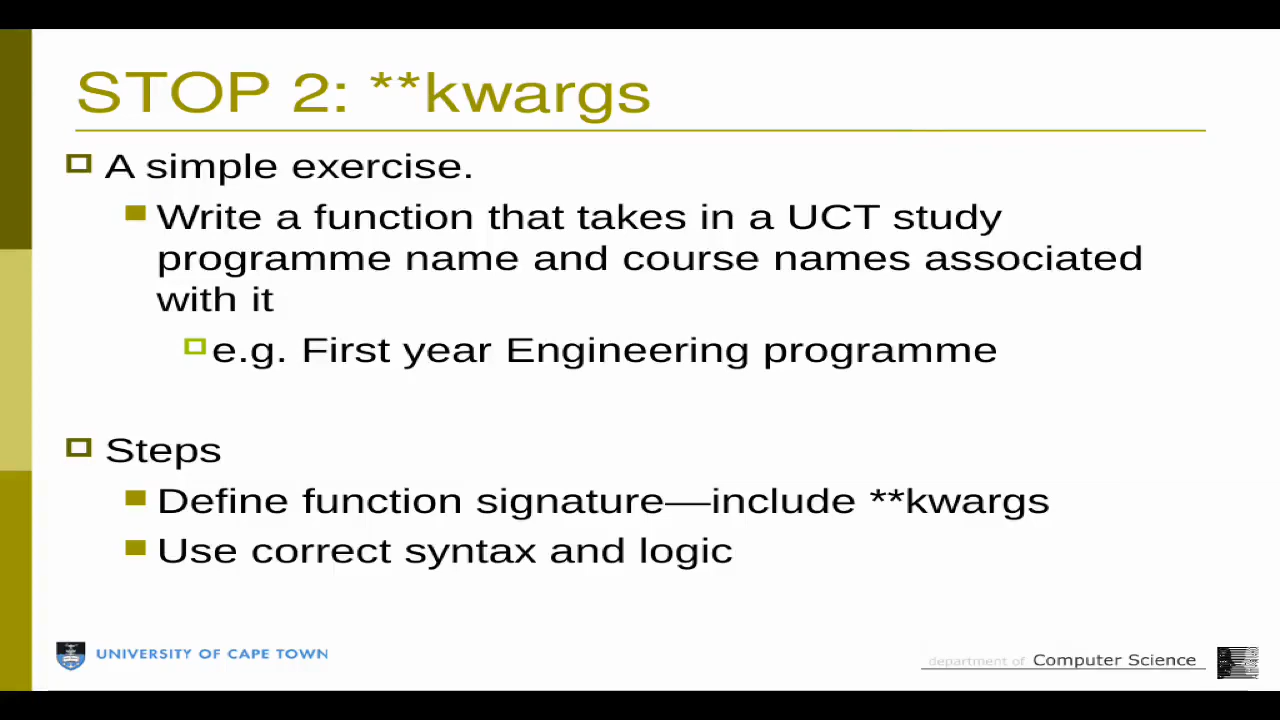 STOP 2: **kwargs
A simple exercise.
Write a function that takes in a UCT study
programme name and course names associated
with it
e.g. First year Engineering programme
Steps
Define function signature—include **kwargs
Use correct syntax and logic
UNIVERSITY OF CAPE TOWN
department of Computer Science